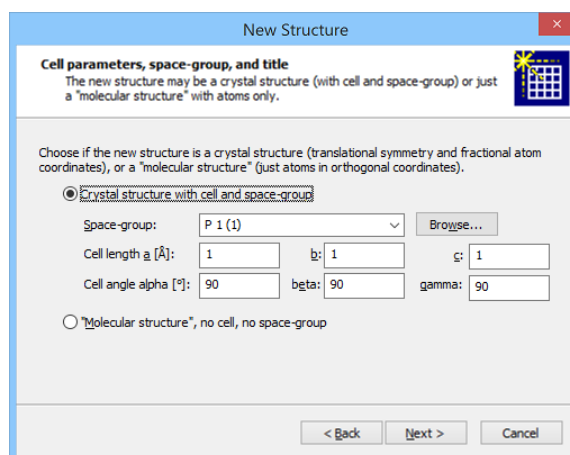 New Structure
Cell parameters, space-group, and title
The new structure may be a crystal structure (with cell and space-group) or just
a "molecular structure" with atoms only.
Choose if the new structure is a crystal structure (translational symmetry and fractional atom
coordinates), or a "molecular structure" (just atoms in orthogonal coordinates).
Crystal structure with cell and space-group
Space-group: P 1 (1) Browse...
Cell length a [Å]: 1 b: 1 c: 1
Cell angle alpha [°]: 90 beta: 90 gamma: 90
"Molecular structure", no cell, no space-group
< Back Next > Cancel